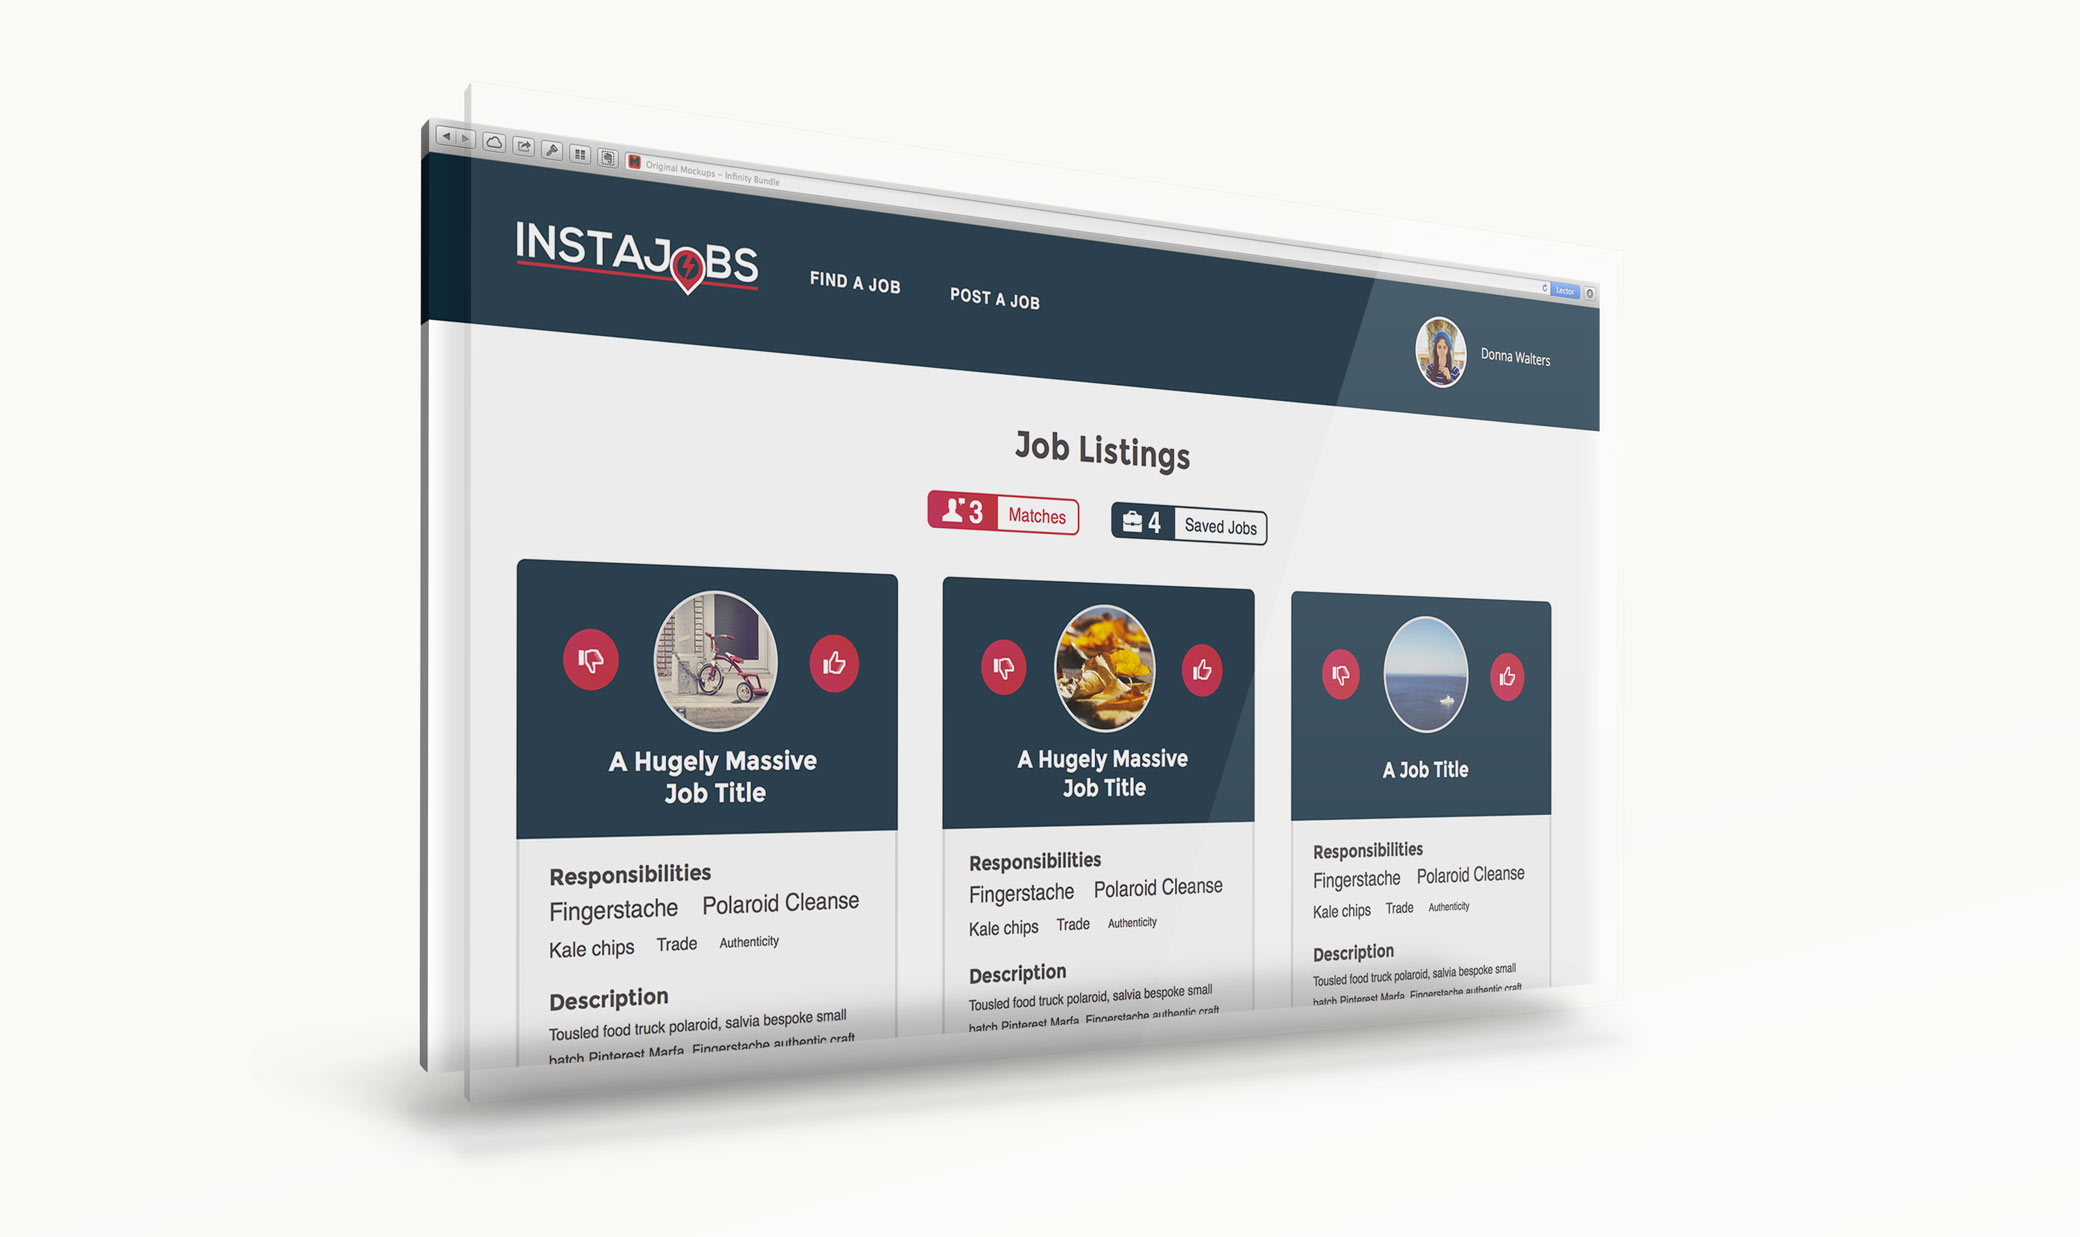 Original Mockups – Infinity Bundle
Lector
INSTAJOBS
FIND A JOB
POST A JOB
Donna Walters
Job Listings
3 Matches
4 Saved Jobs
A Hugely Massive
Job Title
Responsibilities
Fingerstache Polaroid Cleanse
Kale chips Trade Authenticity
Description
Tousled food truck polaroid, salvia bespoke small
batch Pinterest Marfa. Fingerstache authentic craft
A Hugely Massive
Job Title
Responsibilities
Fingerstache Polaroid Cleanse
Kale chips Trade Authenticity
Description
Tousled food truck polaroid, salvia bespoke small
batch Pinterest Marfa. Fingerstache authentic craft
A Job Title
Responsibilities
Fingerstache Polaroid Cleanse
Kale chips Trade Authenticity
Description
Tousled food truck polaroid, salvia bespoke small
batch Pinterest Marfa. Fingerstache authentic craft